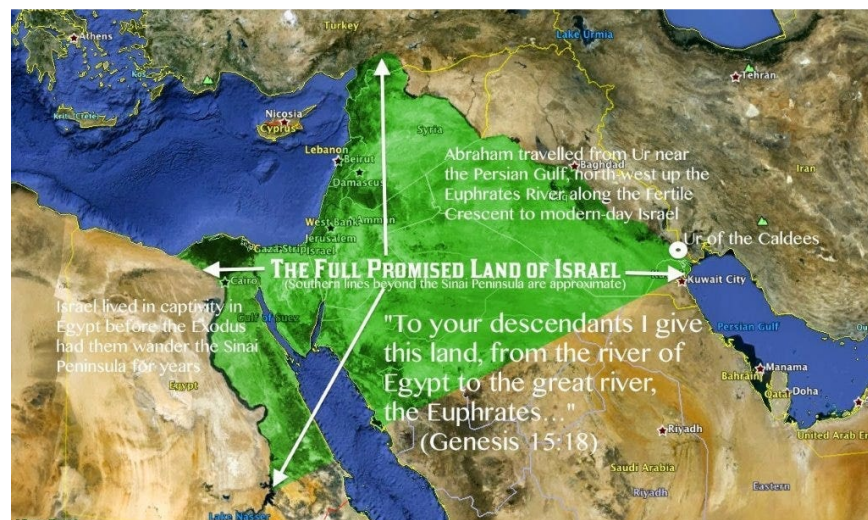 Turkey
Lake Urmia
Athens
Tehran
Nicosia
Cyprus
Syria
Lebanon
Beirut
Damascus
Baghdad
Iran
Abraham travelled from Ur near
the Persian Gulf, north-west up the
Euphrates River along the Fertile
Crescent to modern-day Israel
West Bank
Amman
Jerusalem
Gaza Strip
Israel
Ur of the Caldees
THE FULL PROMISED LAND OF ISRAEL
(Southern lines beyond the Sinai Peninsula are approximate)
Cairo
Kuwait City
Israel lived in captivity in
Egypt before the Exodus
had them wander the Sinai
Peninsula for years
Gulf of Suez
Persian Gulf
"To your descendants I give
this land, from the river of
Egypt to the great river,
the Euphrates..."
(Genesis 15:18)
Egypt
Manama
Bahrain
Qatar
Doha
Riyadh
United Arab
Saudi Arabia
Riyadh
Eastern
Lake Nasser